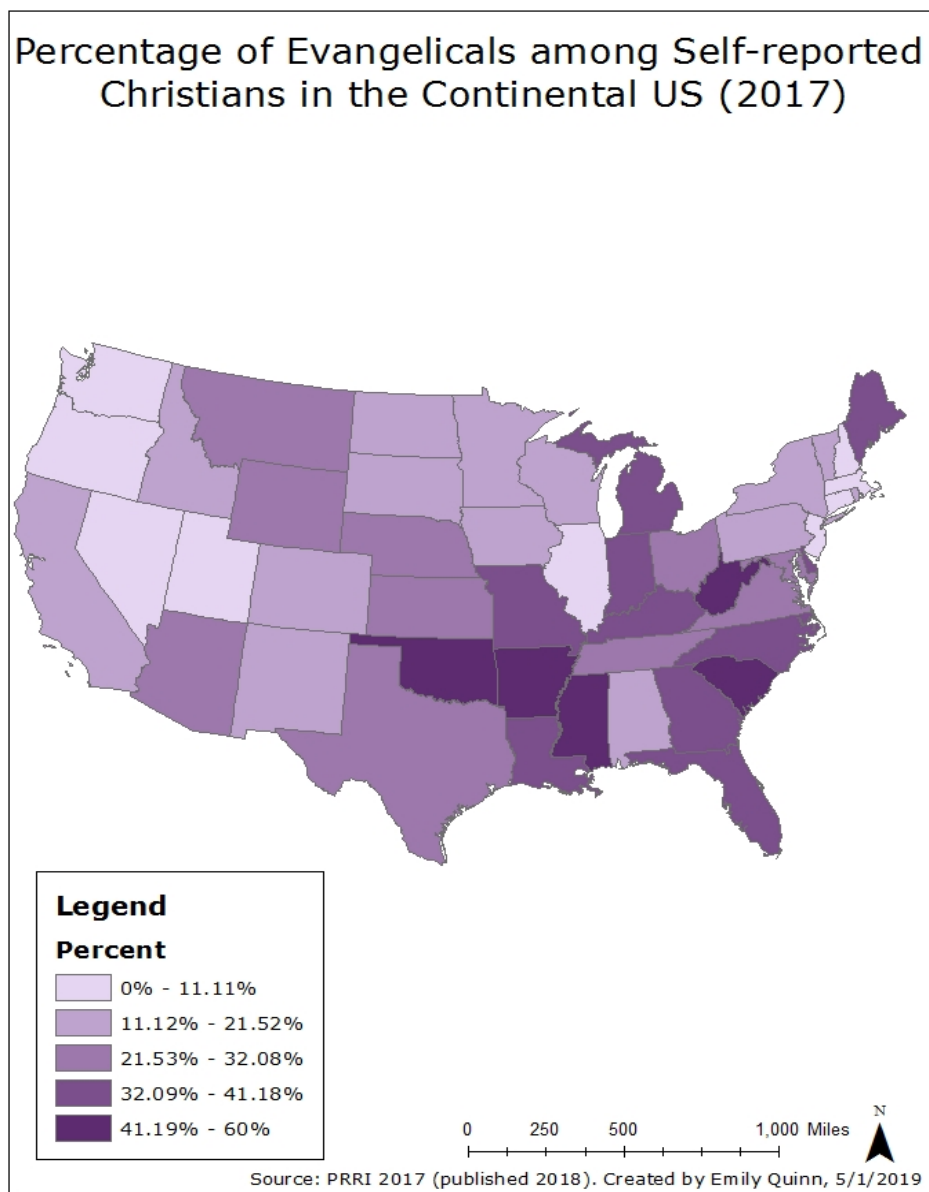 Percentage of Evangelicals among Self-reported
Christians in the Continental US (2017)
Legend
Percent
0% - 11.11%
11.12% - 21.52%
21.53% - 32.08%
32.09% - 41.18%
41.19% - 60%
0 250 500 1,000 Miles
N
Source: PRRI 2017 (published 2018). Created by Emily Quinn, 5/1/2019